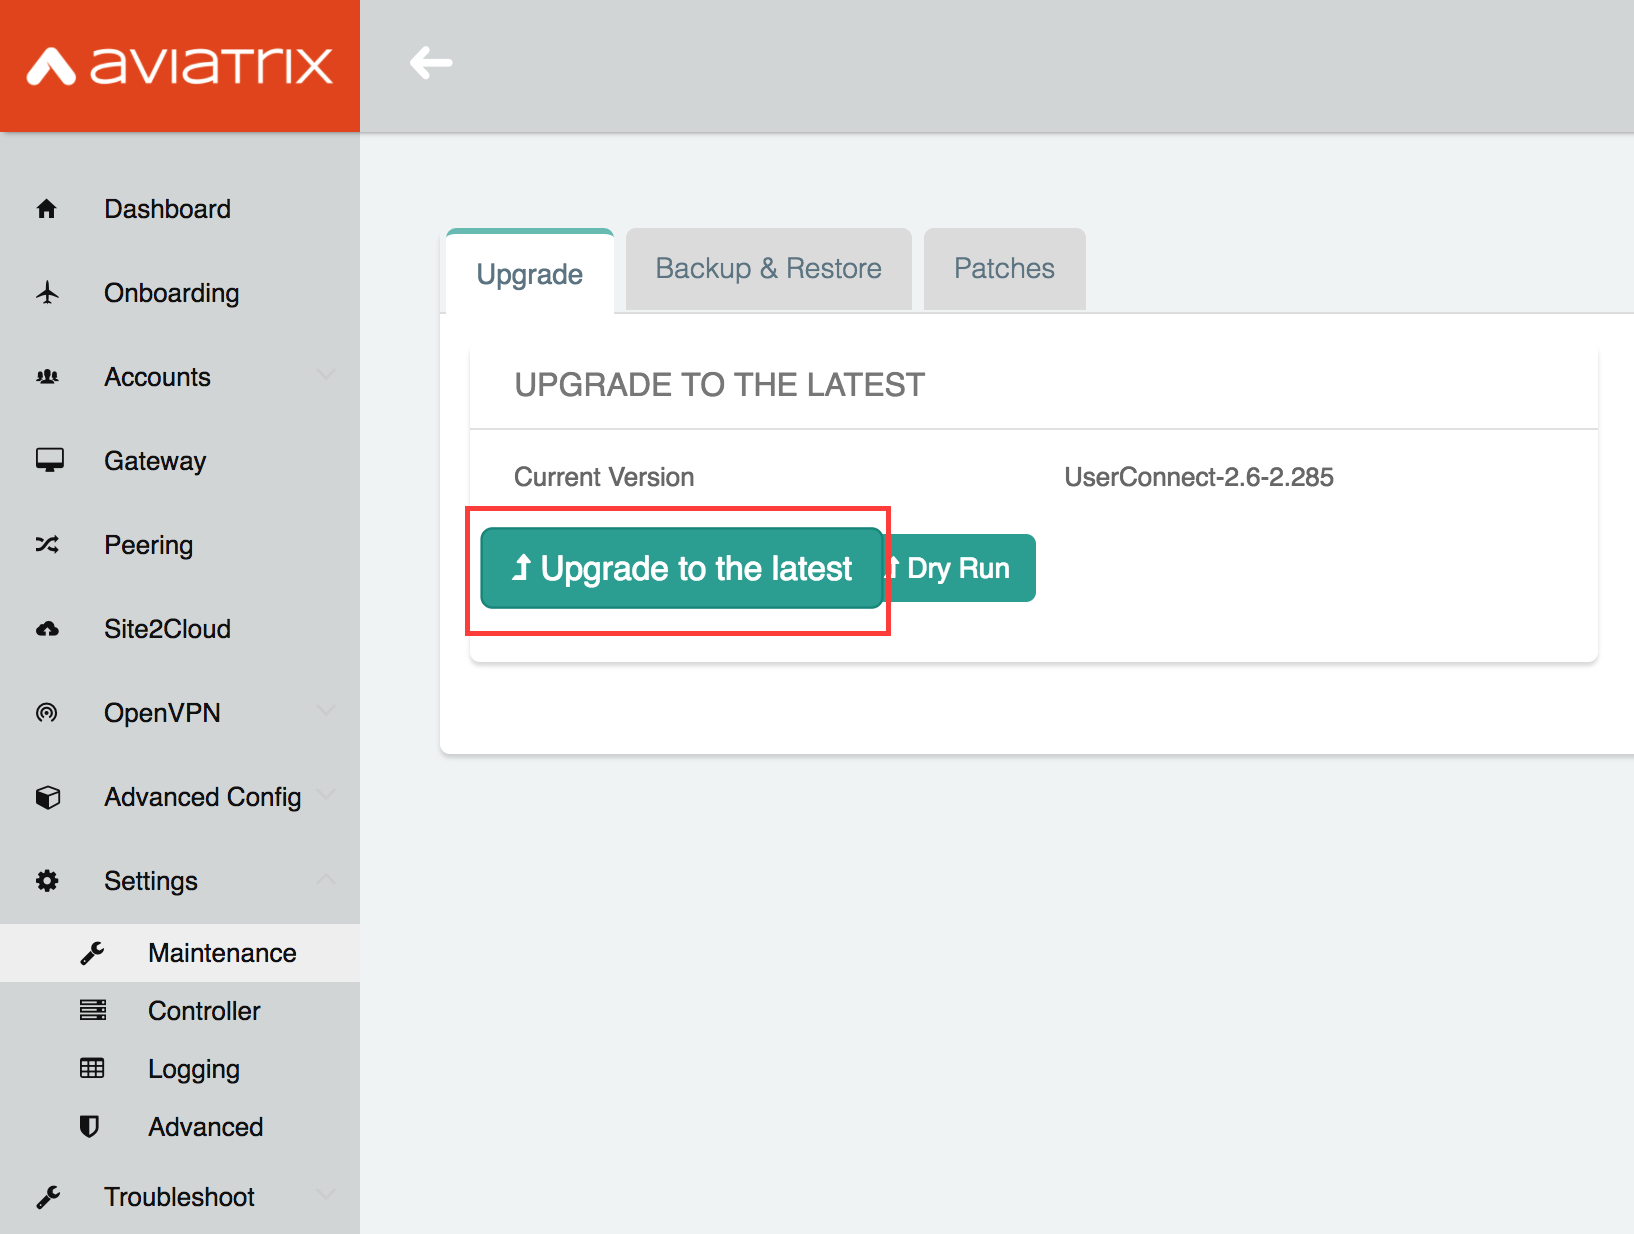 aviatrix
Dashboard
Onboarding
Accounts
Gateway
Peering
Site2Cloud
OpenVPN
Advanced Config
Settings
Maintenance
Controller
Logging
Advanced
Troubleshoot
Upgrade
Backup & Restore
Patches
UPGRADE TO THE LATEST
Current Version UserConnect-2.6-2.285
Upgrade to the latest
Dry Run